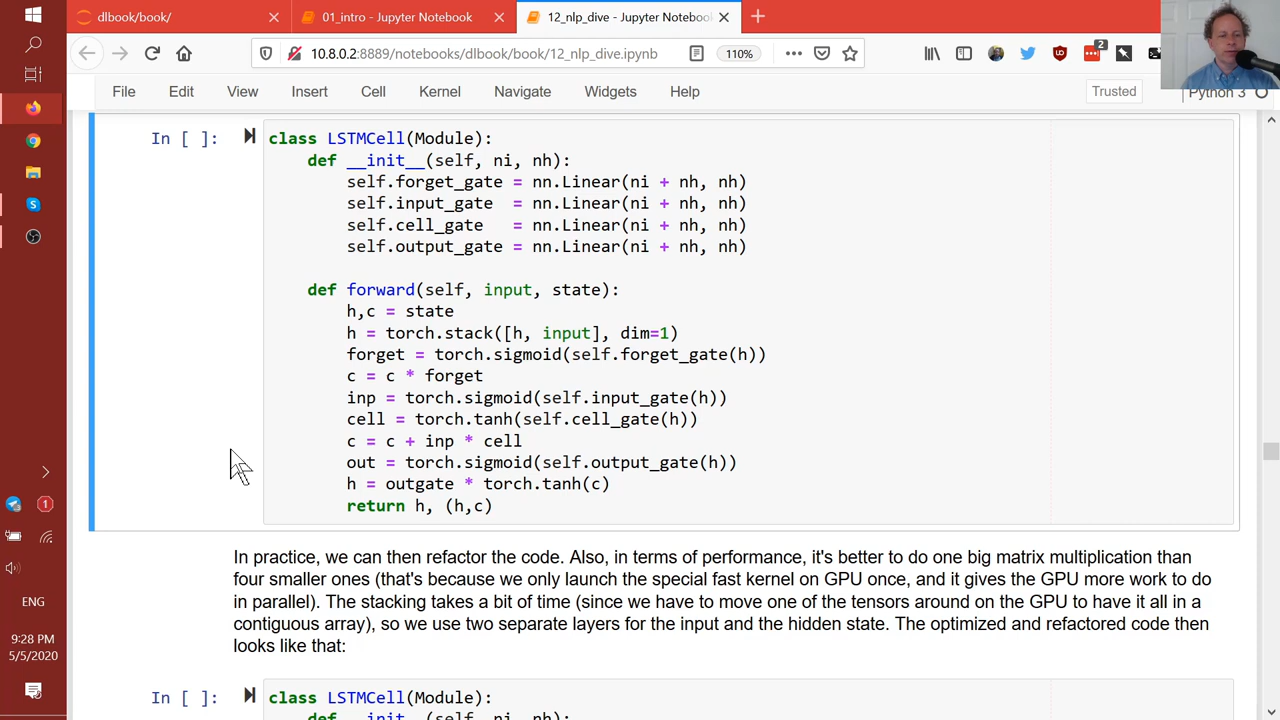 dlbook/book/
01_intro - Jupyter Notebook
12_nlp_dive - Jupyter Notebook
10.8.0.2:8889/notebooks/dlbook/book/12_nlp_dive.ipynb
110%
2
File Edit View Insert Cell Kernel Navigate Widgets Help
Trusted
Python 3
In [ ]:
class LSTMCell(Module):
def __init__(self, ni, nh):
self.forget_gate = nn.Linear(ni + nh, nh)
self.input_gate = nn.Linear(ni + nh, nh)
self.cell_gate = nn.Linear(ni + nh, nh)
self.output_gate = nn.Linear(ni + nh, nh)
def forward(self, input, state):
h,c = state
h = torch.stack([h, input], dim=1)
forget = torch.sigmoid(self.forget_gate(h))
c = c * forget
inp = torch.sigmoid(self.input_gate(h))
cell = torch.tanh(self.cell_gate(h))
c = c + inp * cell
out = torch.sigmoid(self.output_gate(h))
h = outgate * torch.tanh(c)
return h, (h,c)
In practice, we can then refactor the code. Also, in terms of performance, it's better to do one big matrix multiplication than
four smaller ones (that's because we only launch the special fast kernel on GPU once, and it gives the GPU more work to do
in parallel). The stacking takes a bit of time (since we have to move one of the tensors around on the GPU to have it all in a
contiguous array), so we use two separate layers for the input and the hidden state. The optimized and refactored code then
looks like that:
In [ ]:
class LSTMCell(Module):
def __init__(self, ni, nh):
1
ENG
9:28 PM
5/5/2020